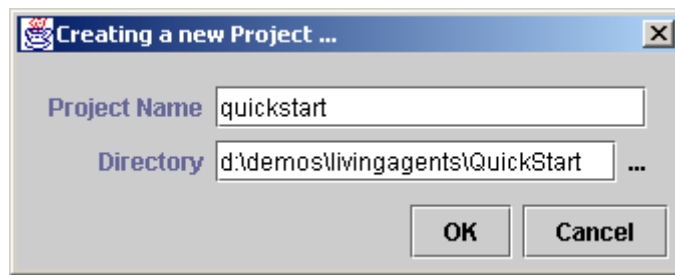 Creating a new Project ...
Project Name quickstart
Directory d:\demos\livingagents\QuickStart ...
OK Cancel